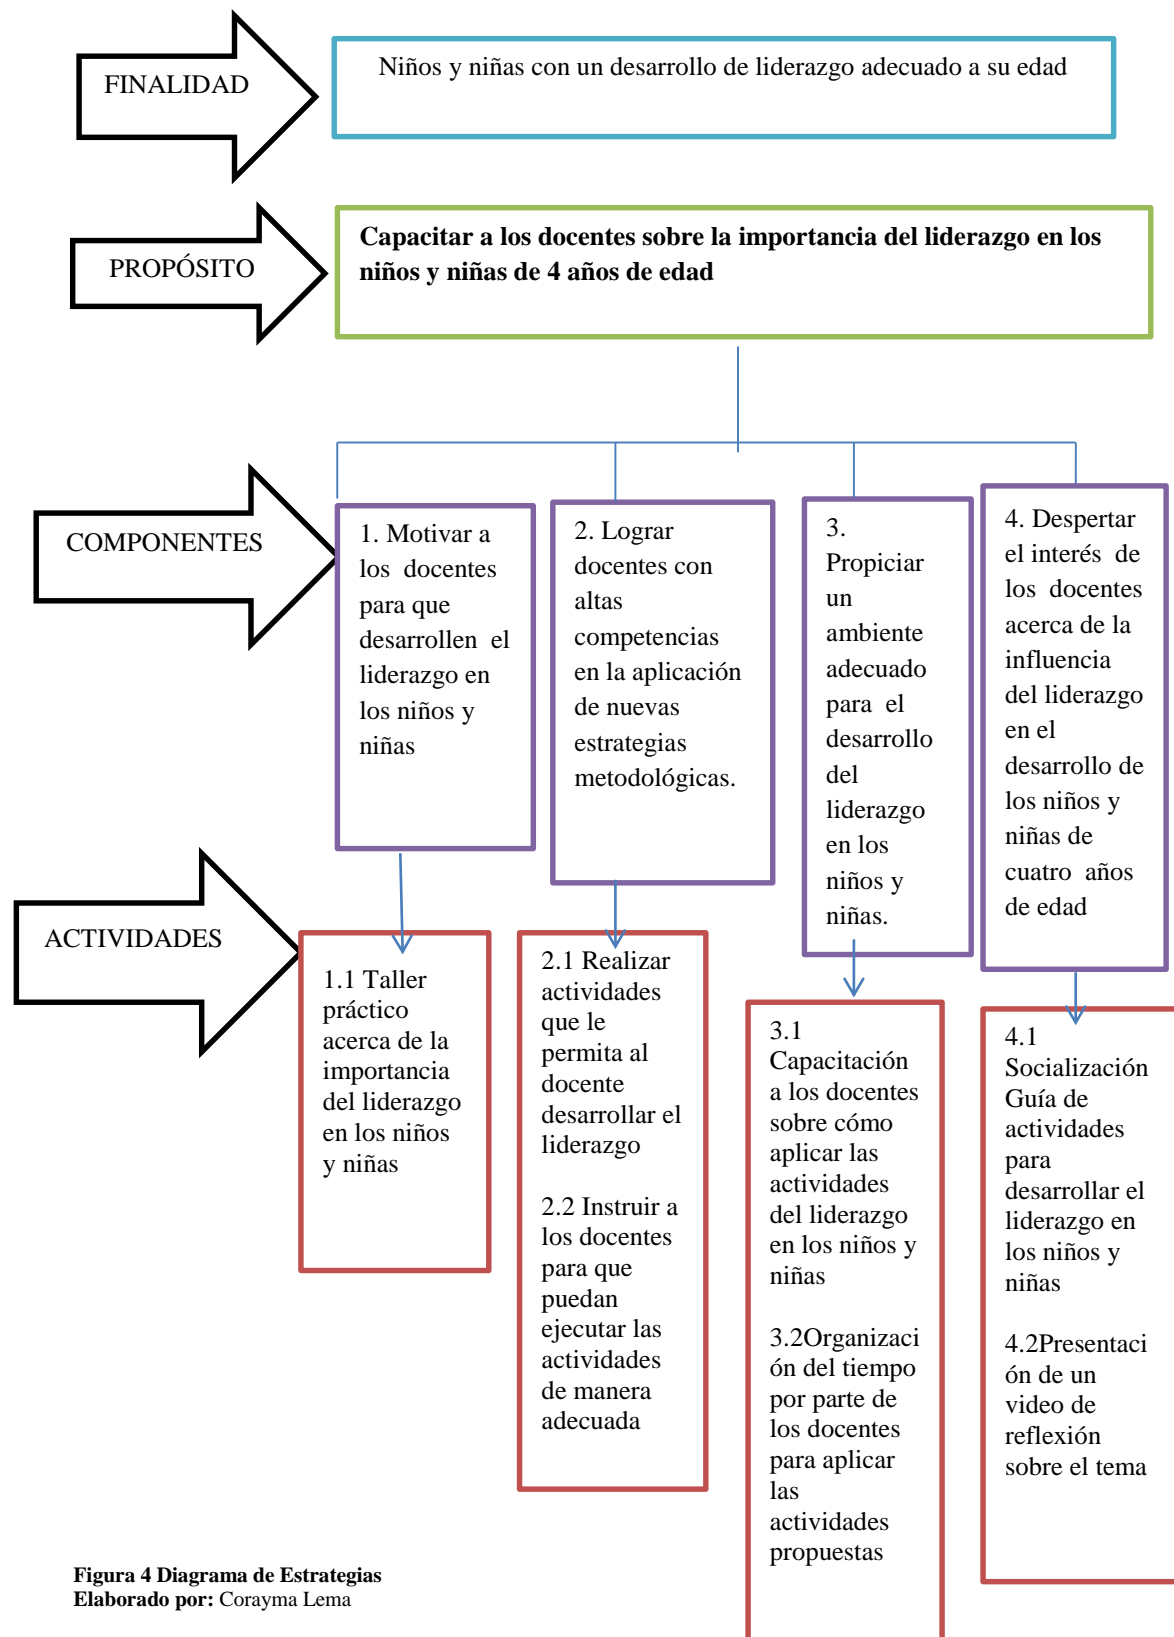 FINALIDAD
Niños y niñas con un desarrollo de liderazgo adecuado a su edad
PROPÓSITO
Capacitar a los docentes sobre la importancia del liderazgo en los
niños y niñas de 4 años de edad
COMPONENTES
1. Motivar a
los docentes
para que
desarrollen el
liderazgo en
los niños y
niñas
2. Lograr
docentes con
altas
competencias
en la aplicación
de nuevas
estrategias
metodológicas.
3.
Propiciar
un
ambiente
adecuado
para el
desarrollo
del
liderazgo
en los
niños y
niñas.
4. Despertar
el interés de
los docentes
acerca de la
influencia
del liderazgo
en el
desarrollo de
los niños y
niñas de
cuatro años
de edad
ACTIVIDADES
1.1 Taller
práctico
acerca de la
importancia
del liderazgo
en los niños
y niñas
2.1 Realizar
actividades
que le
permita al
docente
desarrollar el
liderazgo
2.2 Instruir a
los docentes
para que
puedan
ejecutar las
actividades
de manera
adecuada
3.1
Capacitación
a los docentes
sobre cómo
aplicar las
actividades
del liderazgo
en los niños y
niñas
3.2Organizaci
ón del tiempo
por parte de
los docentes
para aplicar
las
actividades
propuestas
4.1
Socialización
Guía de
actividades
para
desarrollar el
liderazgo en
los niños y
niñas
4.2Presentaci
ón de un
video de
reflexión
sobre el tema
Figura 4 Diagrama de Estrategias
Elaborado por: Corayma Lema